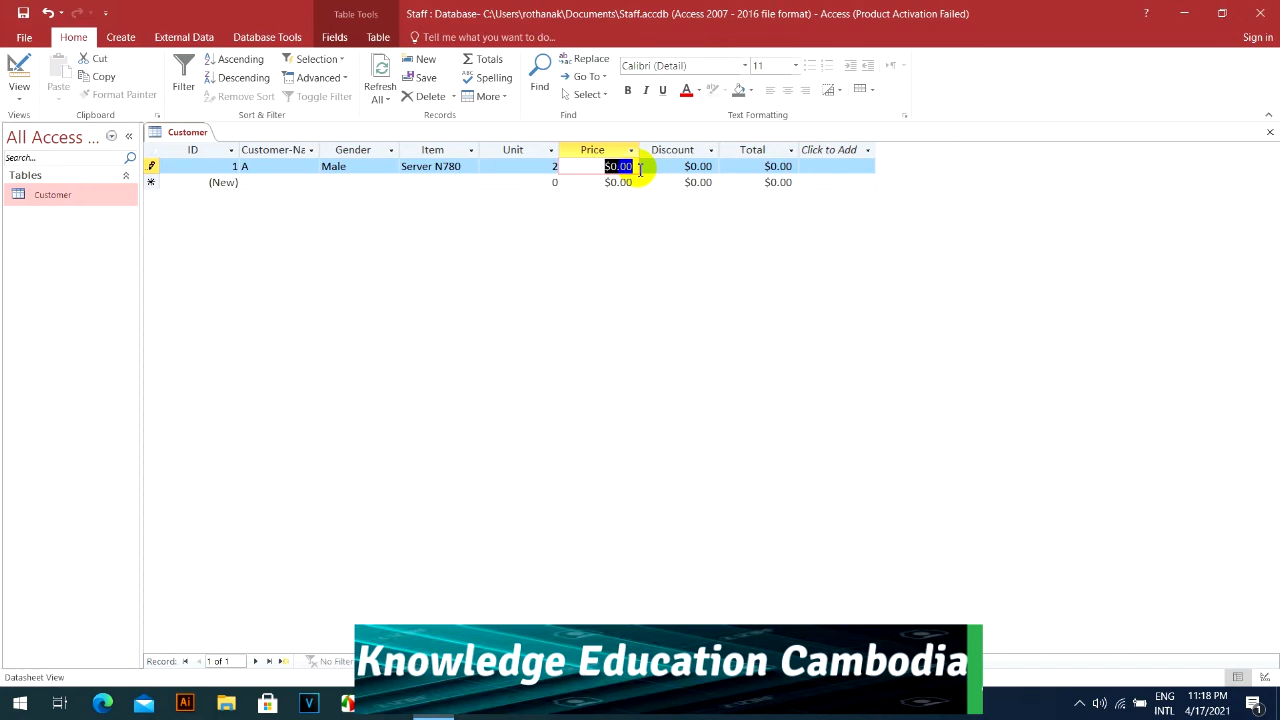 Table Tools
Staff : Database- C:\Users\rothanak\Documents\Staff.accdb (Access 2007 - 2016 file format) - Access (Product Activation Failed)
File Home Create External Data Database Tools Fields Table Tell me what you want to do... Sign in
View
Views
Paste
Cut
Copy
Format Painter
Clipboard
Filter
Ascending
Descending
Remove Sort
Selection
Advanced
Toggle Filter
Sort & Filter
Refresh
All
New
Save
Delete
Totals
Spelling
More
Records
Find
Replace
Go To
Select
Find
Calibri (Detail) 11
B I U A
Text Formatting
All Access ...
Search...
Tables
Customer
Customer
ID Customer-Na Gender Item Unit Price Discount Total Click to Add
1 A Male Server N780 2 $0.00 $0.00 $0.00
(New) 0 $0.00 $0.00 $0.00
Knowledge Education Cambodia
Record: 1 of 1 No Filter
Datasheet View
Ai V
ENG
INTL
11:18 PM
4/17/2021